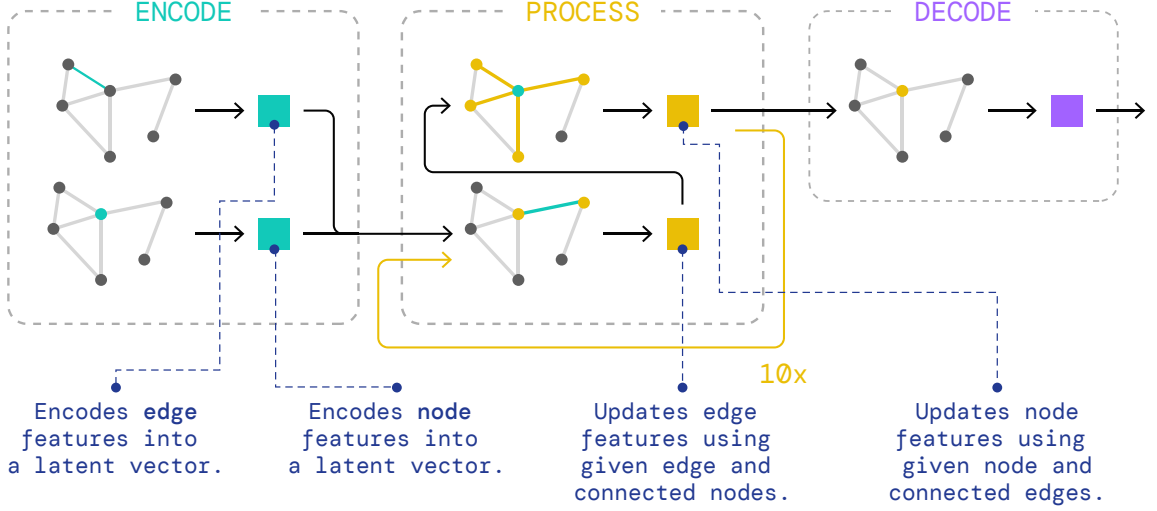 ENCODE
PROCESS
DECODE
10x
Encodes edge
features into
a latent vector.
Encodes node
features into
a latent vector.
Updates edge
features using
given edge and
connected nodes.
Updates node
features using
given node and
connected edges.